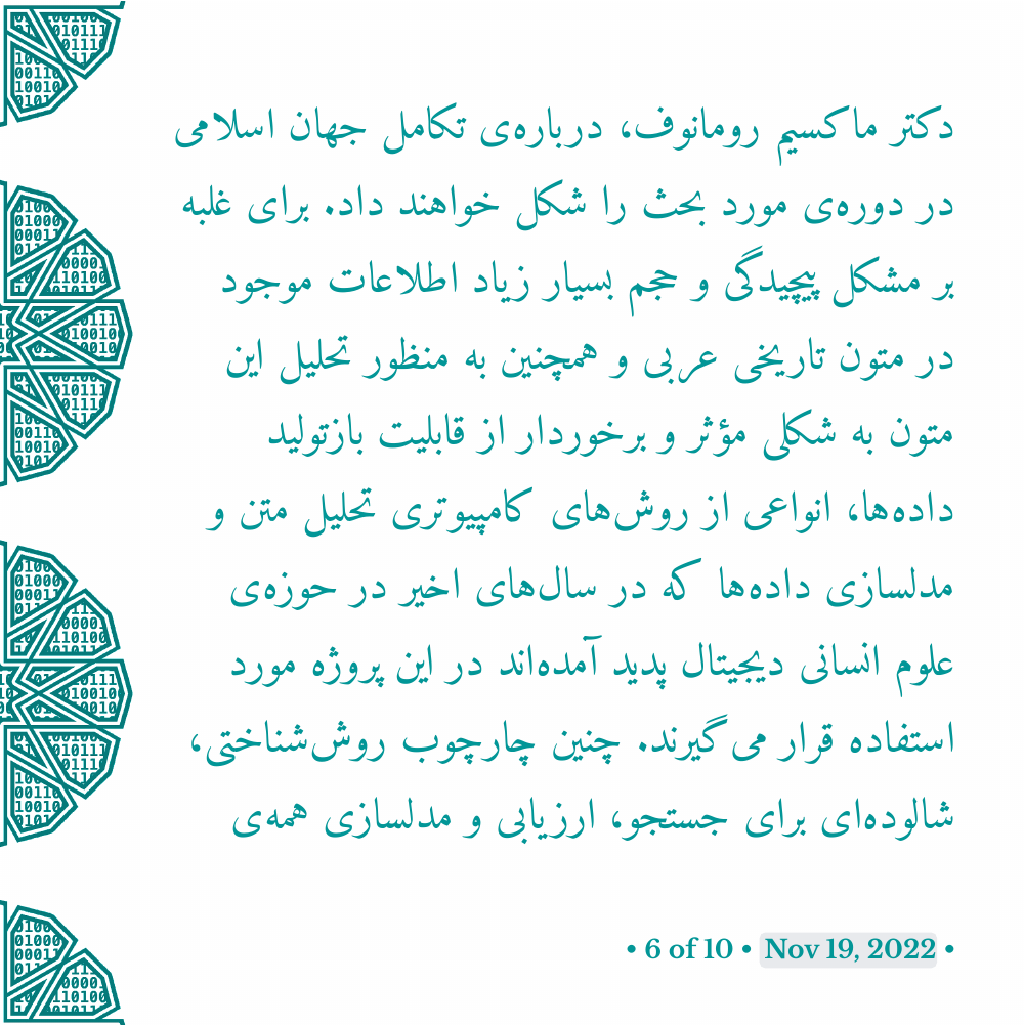 دکتر ماکسیم رومانوف، درباره‌ی تکامل جهان اسلامی
در دوره‌ی مورد بحث را شکل خواهند داد. برای غلبه
بر مشکل پیچیدگی و حجم بسیار زیاد اطلاعات موجود
در متون تاریخی عربی و همچنین به منظور تحلیل این
متون به شکلی مؤثر و برخوردار از قابلیت بازتولید
داده‌ها، انواعی از روش‌های کامپیوتری تحلیل متن و
مدلسازی داده‌ها که در سال‌های اخیر در حوزه‌ی
علوم انسانی دیجیتال پدید آمده‌اند در این پروژه مورد
استفاده قرار می‌گیرند. چنین چارچوب روش‌شناختی،
شالوده‌ای برای جستجو، ارزیابی و مدلسازی همه‌ی
• 6 of 10 • Nov 19, 2022 •